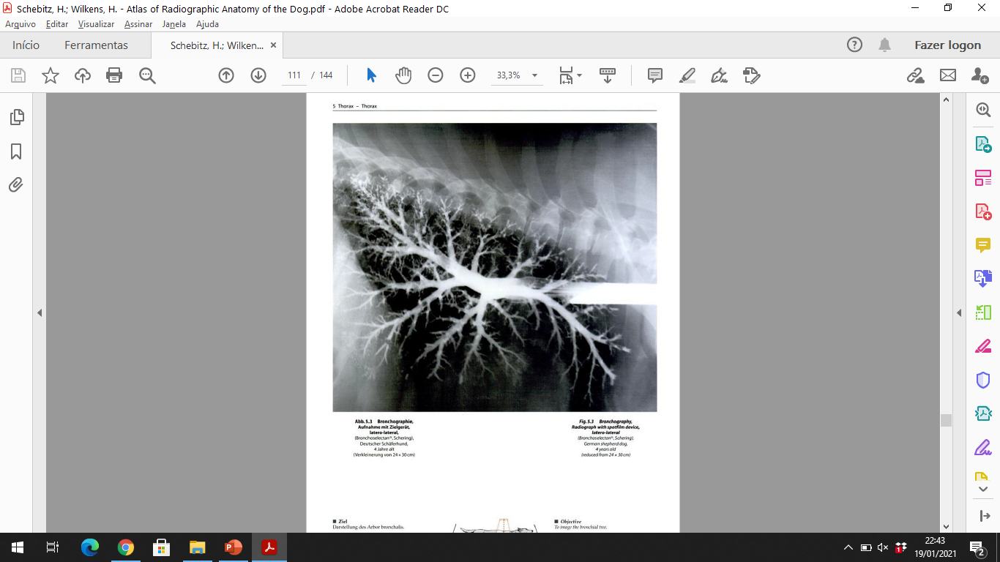 Schebitz, H.; Wilkens, H. - Atlas of Radiographic Anatomy of the Dog.pdf - Adobe Acrobat Reader DC
Arquivo Editar Visualizar Assinar Janela Ajuda
Início Ferramentas Schebitz, H.; Wilken... Fazer logon
111 / 144 33,3%
5 Thorax – Thorax
Abb. 5.3 Bronchographie,
Aufnahme mit Zielgerät,
latero-lateral,
(Bronchoselectan®, Schering),
Deutscher Schäferhund,
4 Jahre alt
(Verkleinerung von 24 × 30 cm)
Fig. 5.3 Bronchography,
Radiograph with spotfilm device,
latero-lateral
(Bronchoselectan®, Schering),
German shepherd dog,
4 years old
(reduced from 24 × 30 cm)
■ Ziel
Darstellung des Arbor bronchalis.
■ Objective
To image the bronchial tree.
22:43
19/01/2021
1
2